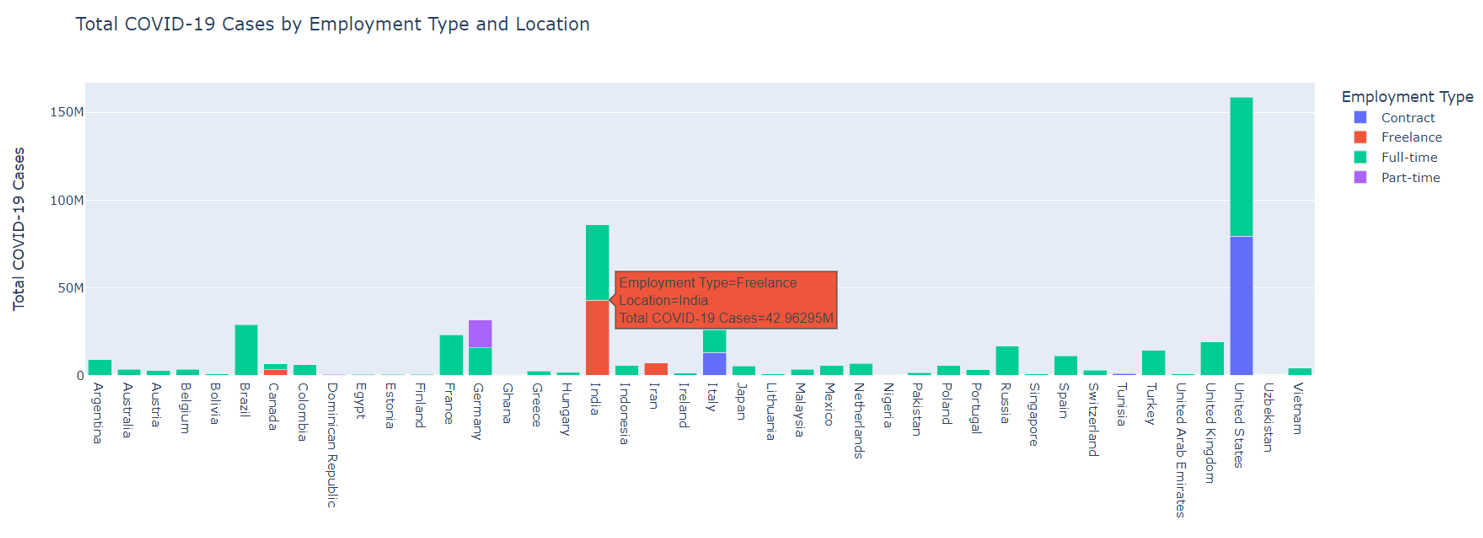 Total COVID-19 Cases by Employment Type and Location
Total COVID-19 Cases
150M
100M
50M
0
Employment Type=Freelance
Location=India
Total COVID-19 Cases=42.96295M
Argentina
Australia
Austria
Belgium
Bolivia
Brazil
Canada
Colombia
Dominican Republic
Egypt
Estonia
Finland
France
Germany
Ghana
Greece
Hungary
India
Indonesia
Iran
Ireland
Italy
Japan
Lithuania
Malaysia
Mexico
Netherlands
Nigeria
Pakistan
Poland
Portugal
Russia
Singapore
Spain
Switzerland
Tunisia
Turkey
United Arab Emirates
United Kingdom
United States
Uzbekistan
Vietnam
Employment Type
Contract
Freelance
Full-time
Part-time